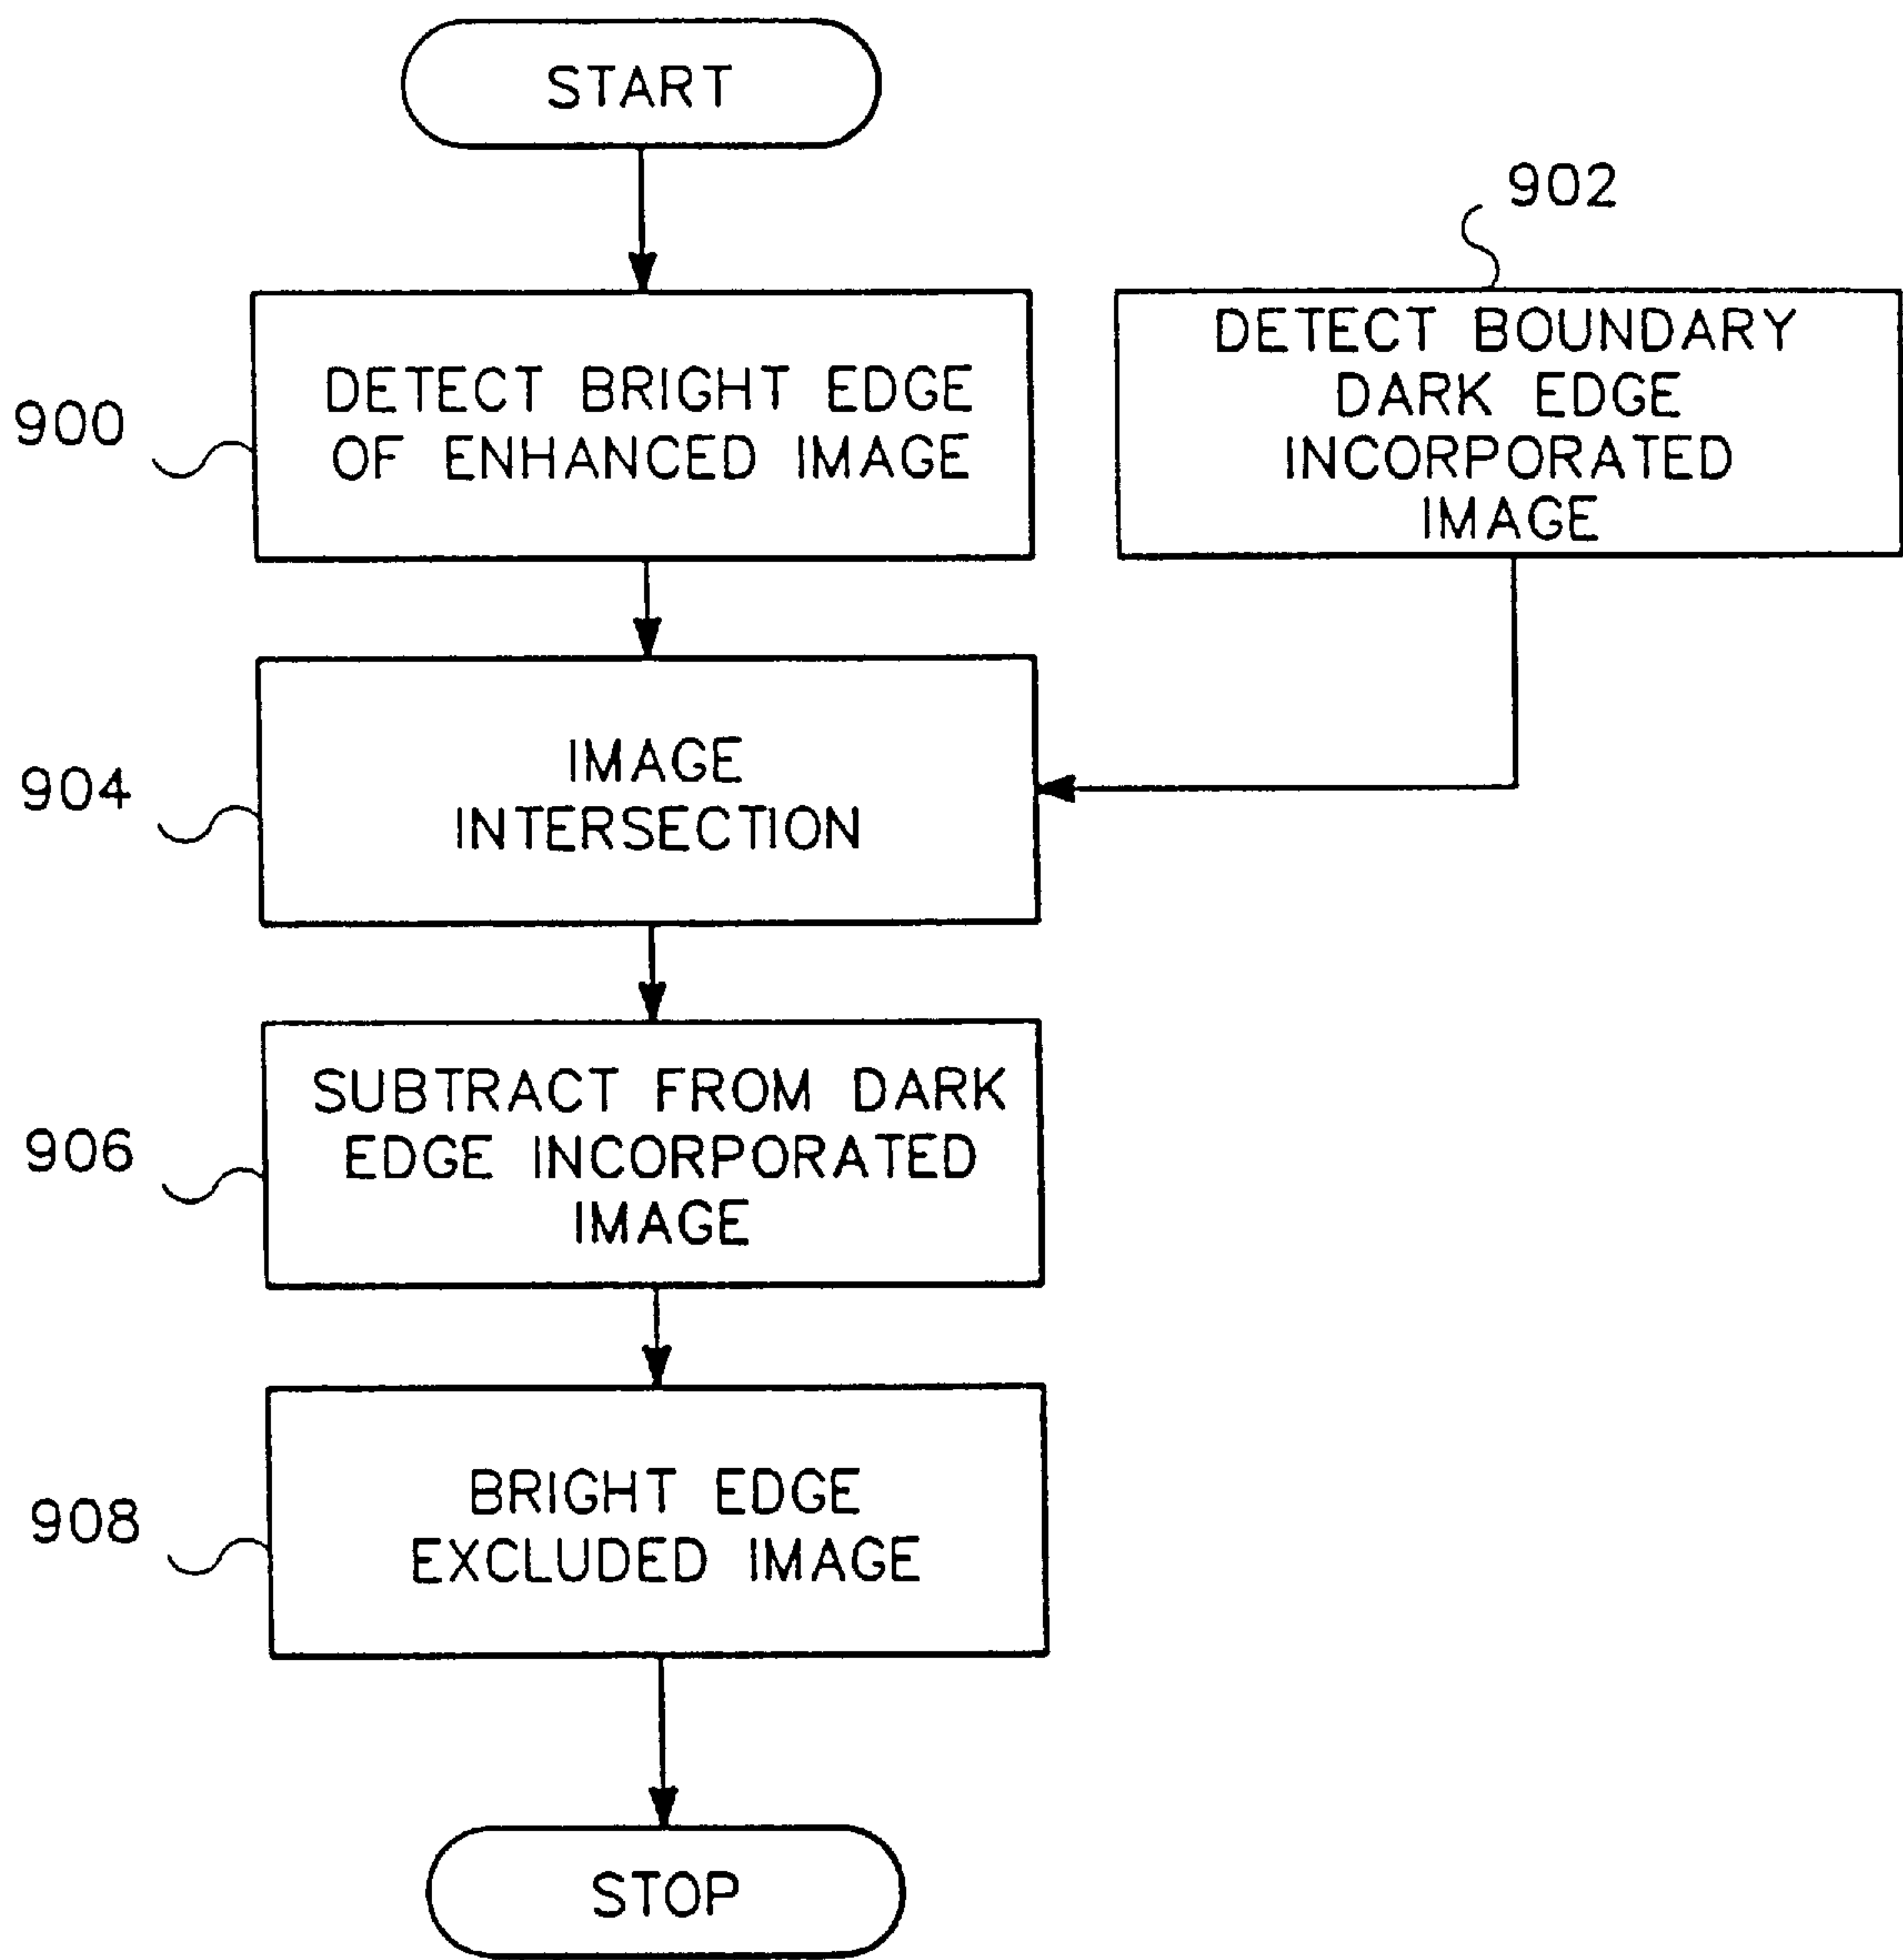 START
902
DETECT BOUNDARY
DARK EDGE
INCORPORATED
IMAGE
900
DETECT BRIGHT EDGE
OF ENHANCED IMAGE
904
IMAGE
INTERSECTION
906
SUBTRACT FROM DARK
EDGE INCORPORATED
IMAGE
908
BRIGHT EDGE
EXCLUDED IMAGE
STOP